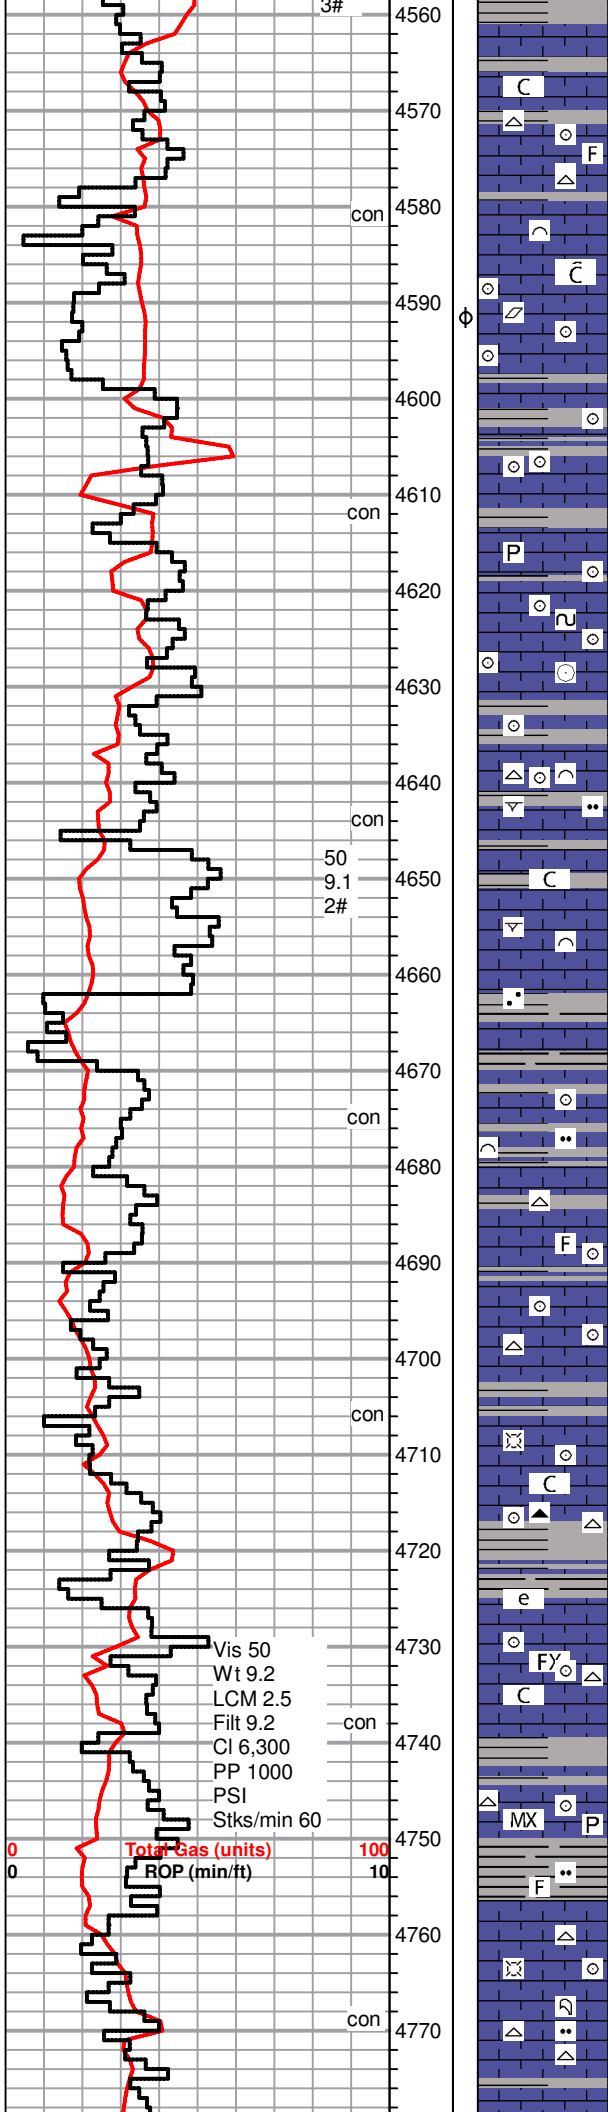 3#
4560
C
4570
F
4580
con
C
4590
ϕ
4600
4610
con
P
4620
4630
4640
con
50
4650
C
9.1
2#
4660
4670
con
4680
F
4690
4700
con
4710
C
4720
e
4730
Vis 50
FX
Wt 9.2
C
LCM 2.5
Filt 9.2
con
4740
Cl 6,300
PP 1000
PSI
MX
P
Stks/min 60
4750
0 Total Gas (units) 100
0 ROP (min/ft) 10
F
4760
con
4770